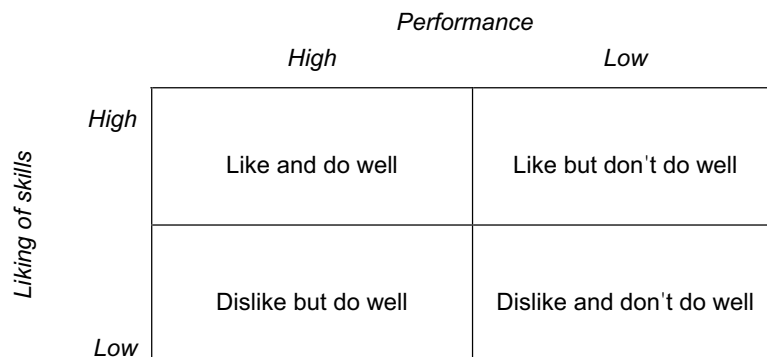 Performance
High Low
High
Like and do well Like but don't do well
Liking of skills
Dislike but do well Dislike and don't do well
Low